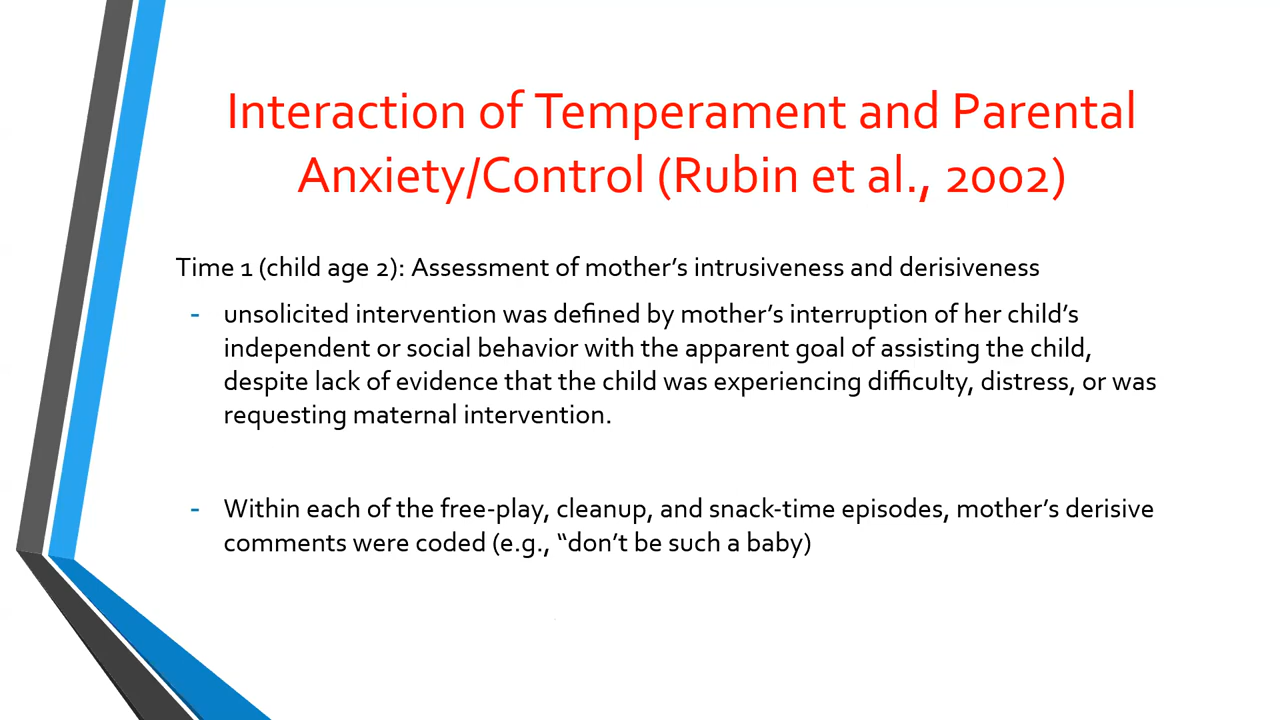 Interaction of Temperament and Parental
Anxiety/Control (Rubin et al., 2002)
Time 1 (child age 2): Assessment of mother’s intrusiveness and derisiveness
- unsolicited intervention was defined by mother’s interruption of her child’s
independent or social behavior with the apparent goal of assisting the child,
despite lack of evidence that the child was experiencing difficulty, distress, or was
requesting maternal intervention.
- Within each of the free-play, cleanup, and snack-time episodes, mother’s derisive
comments were coded (e.g., “don’t be such a baby)